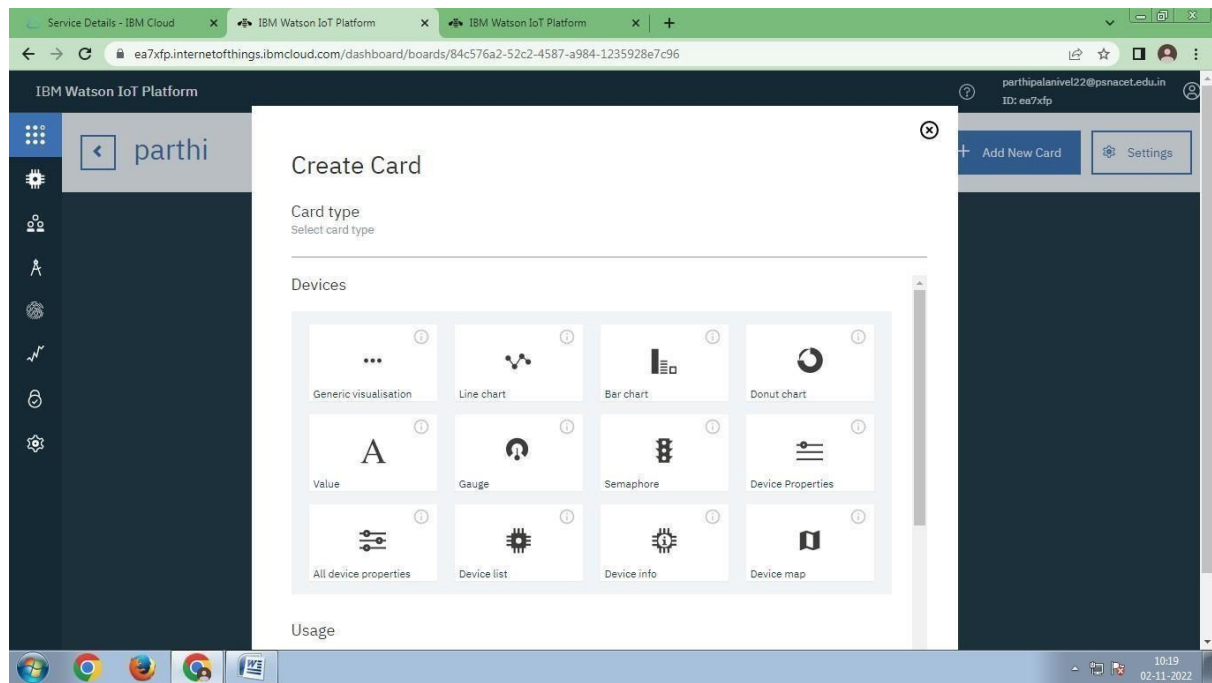 Service Details - IBM Cloud
IBM Watson IoT Platform
IBM Watson IoT Platform
ea7xfp.internetofthings.ibmcloud.com/dashboard/boards/84c576a2-52c2-4587-a984-1235928e7c96
IBM Watson IoT Platform
parthipalanivel22@psnacet.edu.in
ID: ea7xfp
parthi
+ Add New Card
Settings
Create Card
Card type
Select card type
Devices
Generic visualisation
Line chart
Bar chart
Donut chart
A
Value
Gauge
Semaphore
Device Properties
All device properties
Device list
Device info
Device map
Usage
10:19
02-11-2022